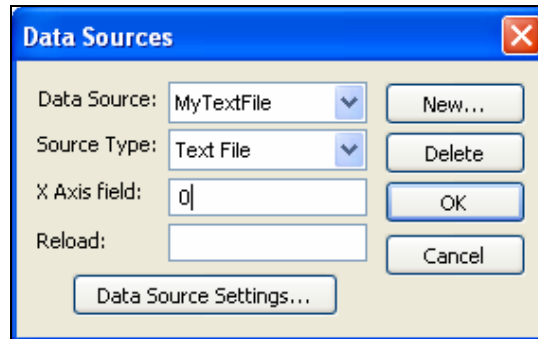 Data Sources
Data Source: MyTextFile New...
Source Type: Text File Delete
X Axis field: 0 OK
Reload: Cancel
Data Source Settings...